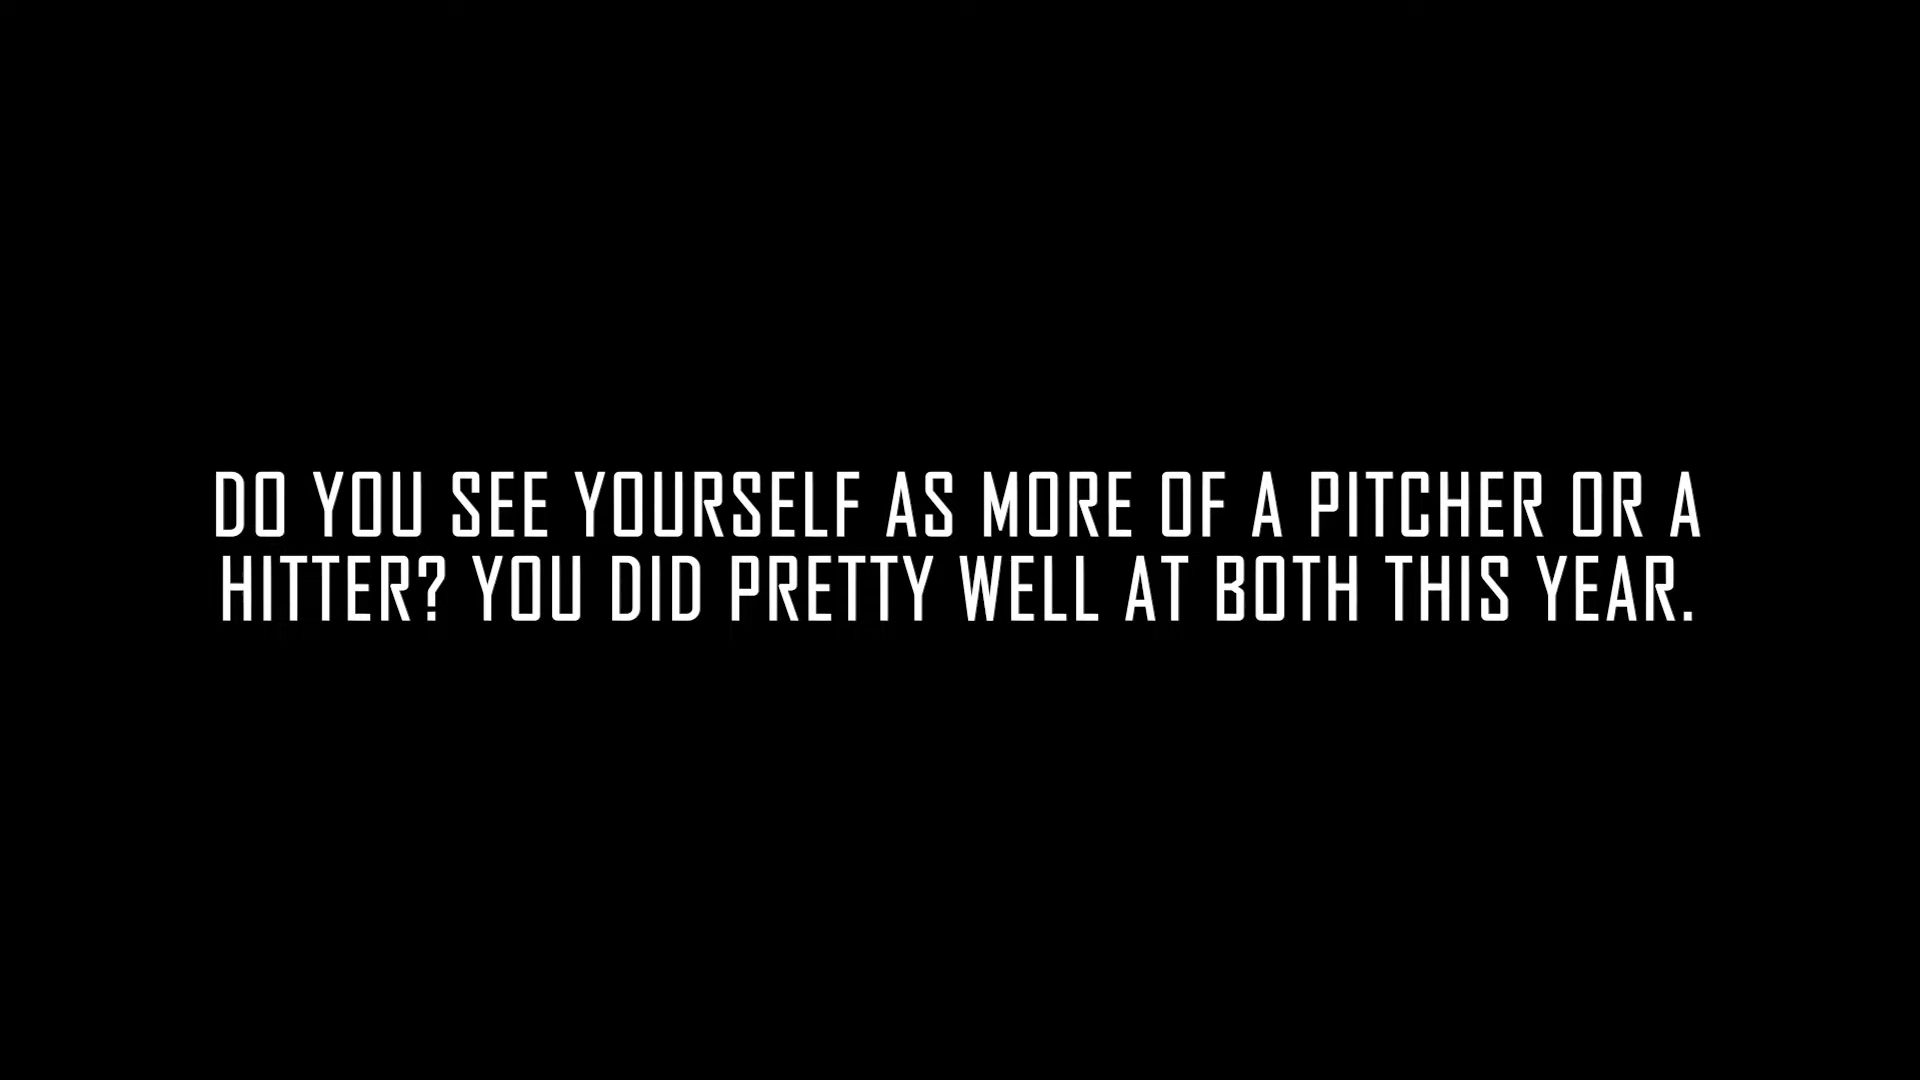 DO YOU SEE YOURSELF AS MORE OF A PITCHER OR A
HITTER? YOU DID PRETTY WELL AT BOTH THIS YEAR.